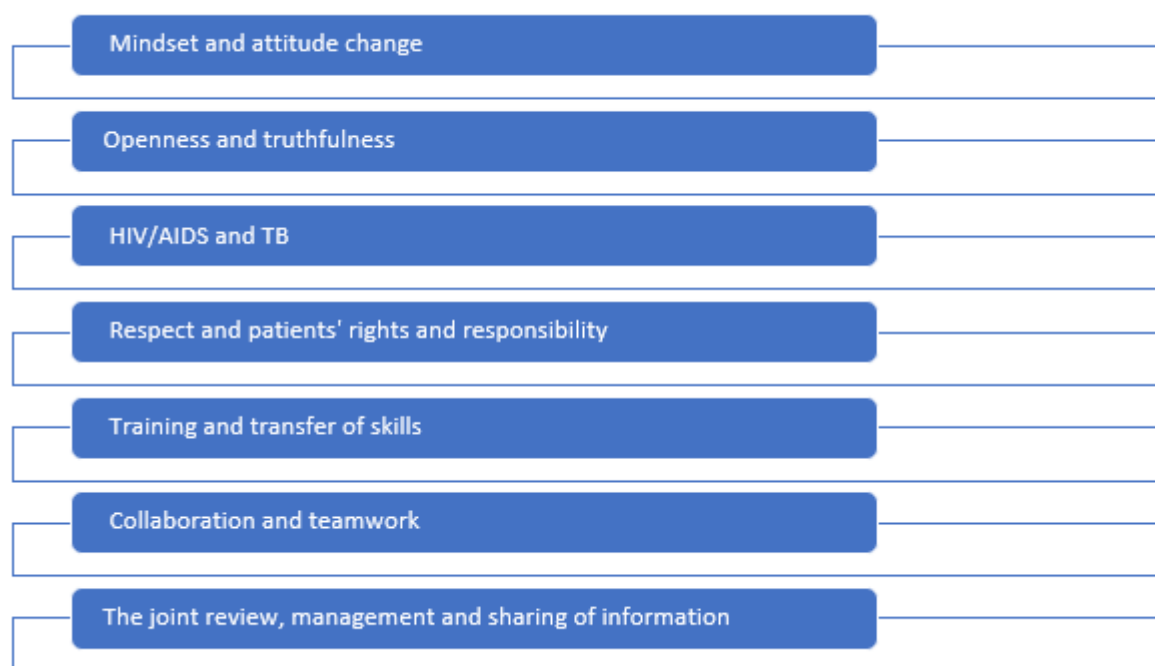 Mindset and attitude change
Openness and truthfulness
HIV/AIDS and TB
Respect and patients' rights and responsibility
Training and transfer of skills
Collaboration and teamwork
The joint review, management and sharing of information